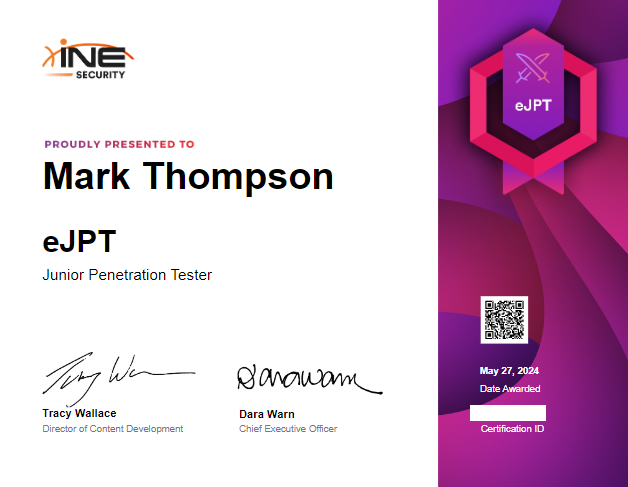 INE
SECURITY
PROUDLY PRESENTED TO
Mark Thompson
eJPT
Junior Penetration Tester
Tracy Wallace
Director of Content Development
Dara Warn
Chief Executive Officer
eJPT
May 27, 2024
Date Awarded
Certification ID